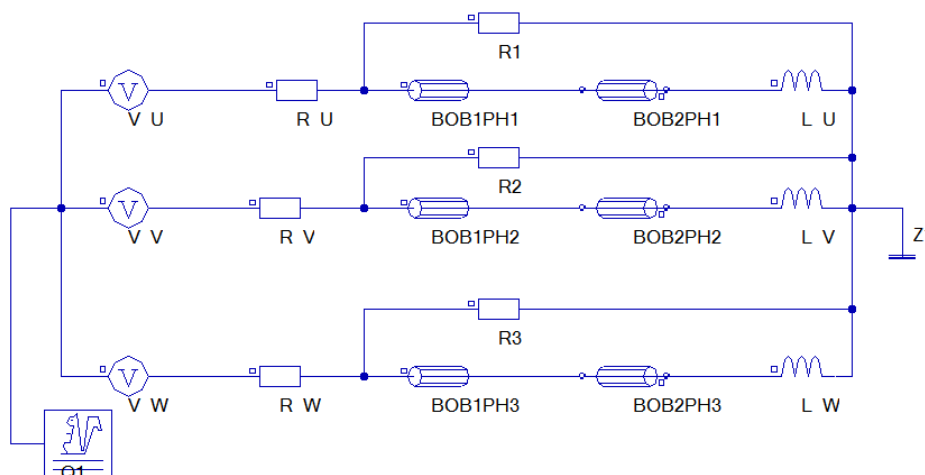 R1
V U
R U
BOB1PH1
BOB2PH1
L U
R2
V V
R V
BOB1PH2
BOB2PH2
L V
Z
R3
V W
R W
BOB1PH3
BOB2PH3
L W